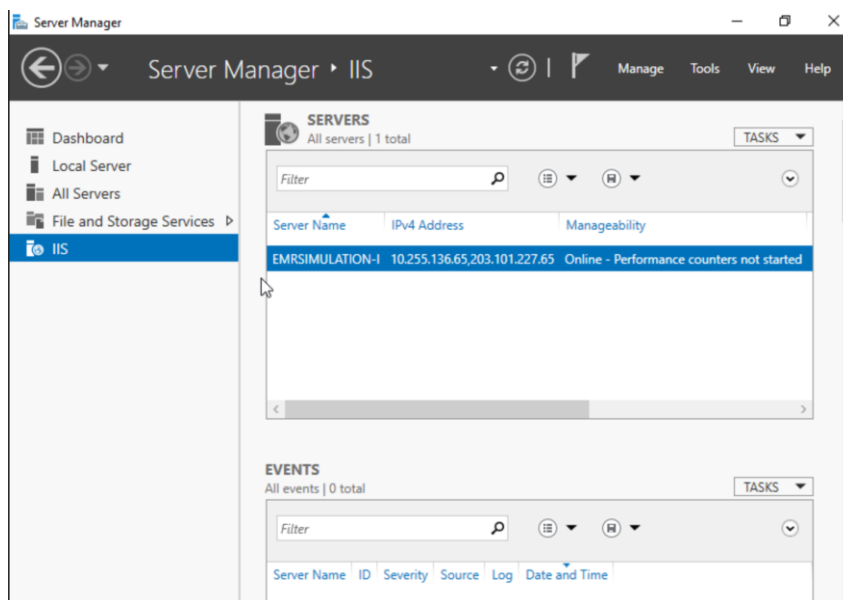 Server Manager
Server Manager ‣ IIS
Manage Tools View Help
Dashboard
Local Server
All Servers
File and Storage Services
IIS
SERVERS
All servers | 1 total
TASKS
Filter
Server Name IPv4 Address Manageability
EMRSIMULATION-I 10.255.136.65,203.101.227.65 Online - Performance counters not started
EVENTS
All events | 0 total
TASKS
Filter
Server Name ID Severity Source Log Date and Time